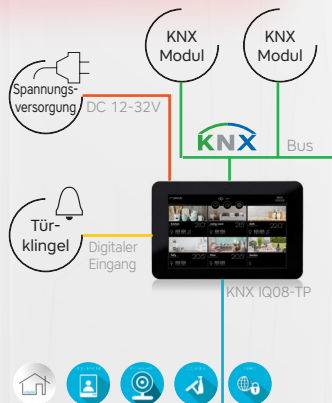 KNX
Modul
KNX
Modul
Spannungs-
versorgung
DC 12-32V
KNX
Bus
Tür-
klingel
Digitaler
Eingang
KNX IQ08-TP